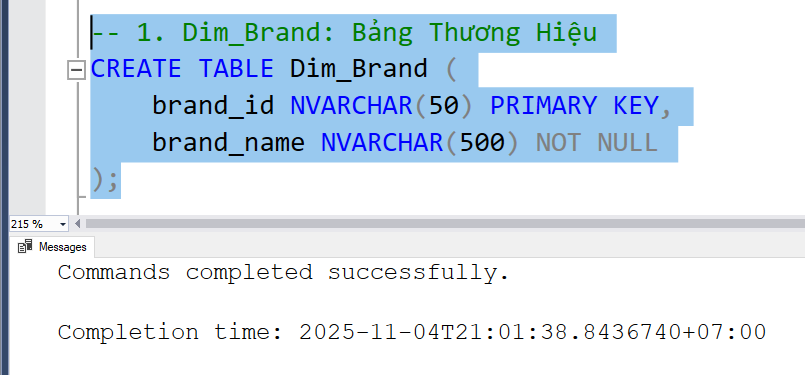 -- 1. Dim_Brand: Bảng Thương Hiệu
CREATE TABLE Dim_Brand (
    brand_id NVARCHAR(50) PRIMARY KEY,
    brand_name NVARCHAR(500) NOT NULL
);
215 %
Messages
Commands completed successfully.
Completion time: 2025-11-04T21:01:38.8436740+07:00